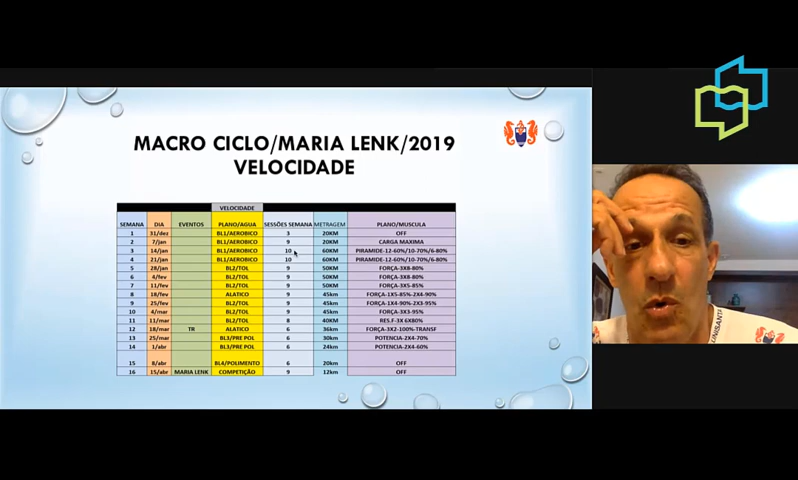 MACRO CICLO/MARIA LENK/2019
VELOCIDADE
VELOCIDADE
SEMANA DIA EVENTOS PLANO/AGUA SESSÕES SEMANA METRAGEM PLANO/MUSCULA
1 31/dez BL1/AEROBICO 3 20KM OFF
2 7/jan BL1/AEROBICO 9 20KM CARGA MAXIMA
3 14/jan BL1/AEROBICO 10 60KM PIRAMIDE-12-60%/10-70%/6-80%
4 21/jan BL1/AEROBICO 10 60KM PIRAMIDE-12-60%/10-70%/6-80%
5 28/jan BL2/TOL 9 50KM FORÇA-3X8-80%
6 4/fev BL2/TOL 9 50KM FORÇA-3X8-80%
7 11/fev BL2/TOL 9 50KM FORÇA-3X5-85%
8 18/fev ALATICO 9 45km FORÇA-1X5-85%-2X4-90%
9 25/fev BL2/TOL 9 45km FORÇA-1X4-90%-2X3-95%
10 4/mar BL2/TOL 9 45km FORÇA-3X3-95%
11 11/mar BL2/TOL 8 40KM RES.F-3X 6X80%
12 18/mar TR ALATICO 6 36km FORÇA-3X2-100%-TRANSF
13 25/mar BL3/PRE POL 6 30km POTENCIA-2X4-70%
14 1/abr BL3/PRE POL 6 24km POTENCIA-2X4-60%
15 8/abr BL4/POLIMENTO 6 20km OFF
16 15/abr MARIA LENK COMPETIÇÃO 9 12km OFF
UNISANTA